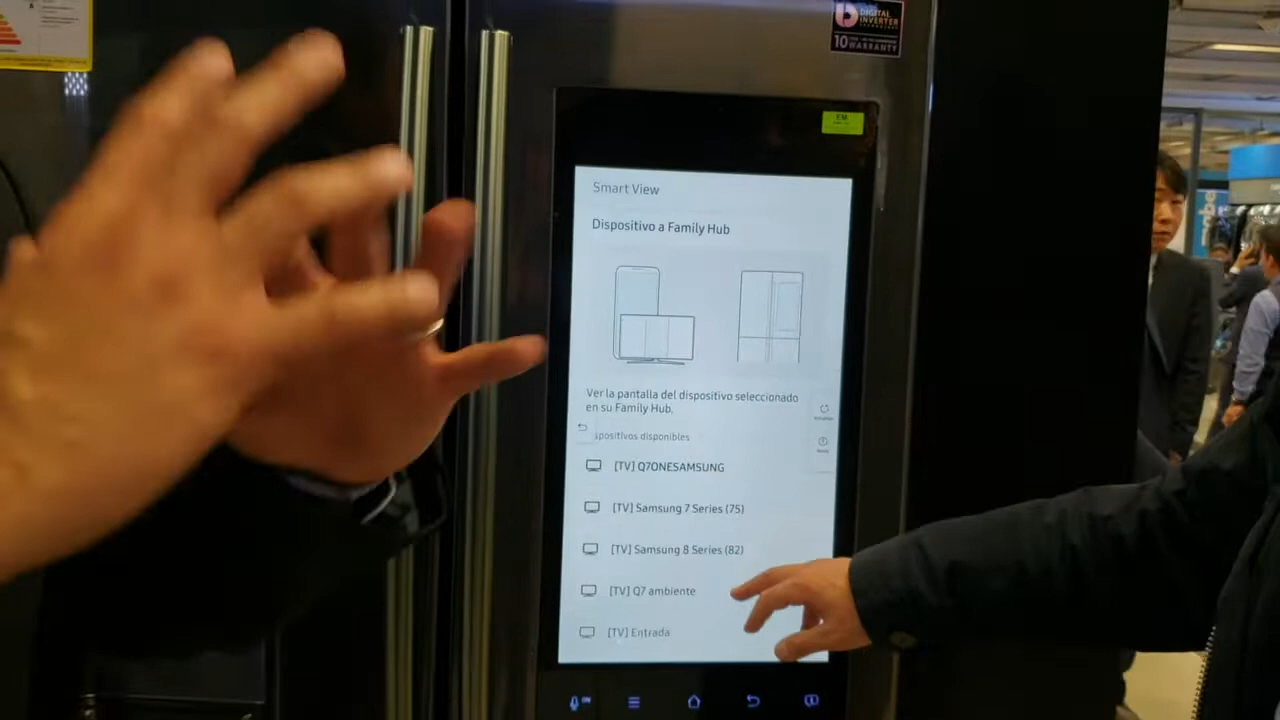 DIGITAL
INVERTER
10 WARRANTY
EM
Smart View
Dispositivo a Family Hub
Ver la pantalla del dispositivo seleccionado
en su Family Hub.
spositivos disponibles
[TV] Q7ONESAMSUNG
[TV] Samsung 7 Series (75)
[TV] Samsung 8 Series (82)
[TV] Q7 ambiente
[TV] Entrada